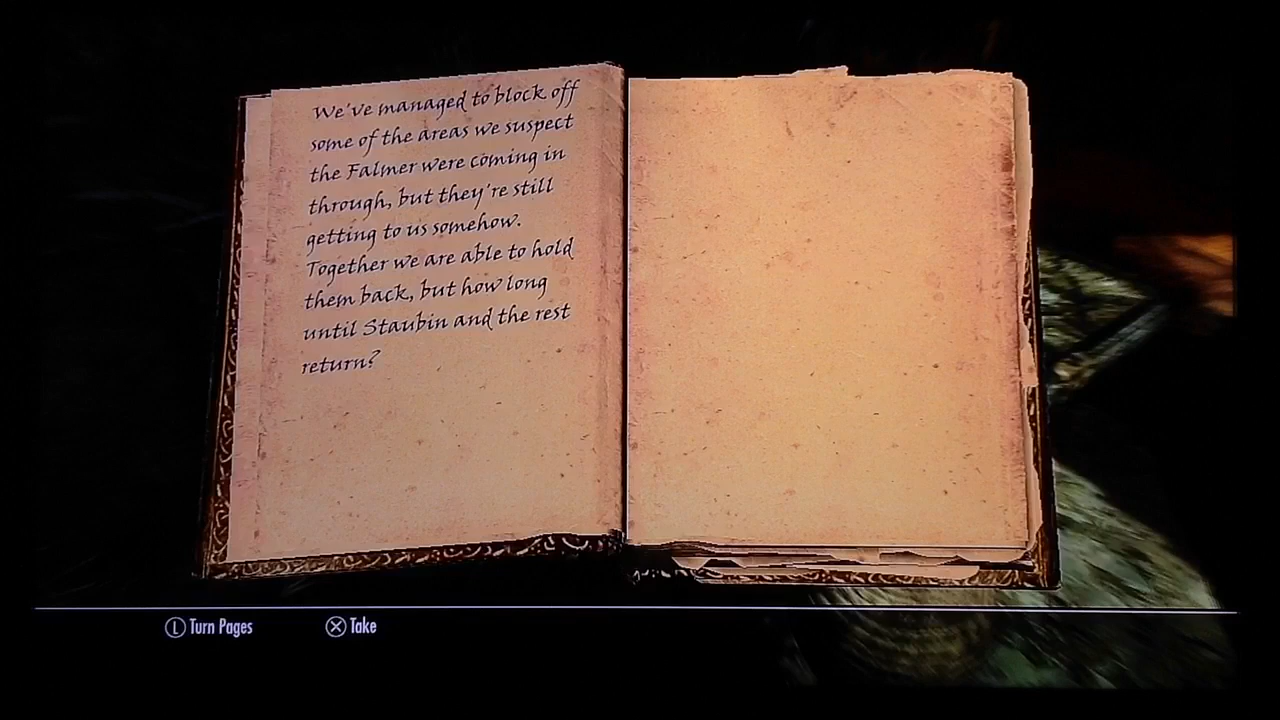 We've managed to block off
some of the areas we suspect
the Falmer were coming in
through, but they're still
getting to us somehow.
Together we are able to hold
them back, but how long
until Staubin and the rest
return?
L Turn Pages X Take